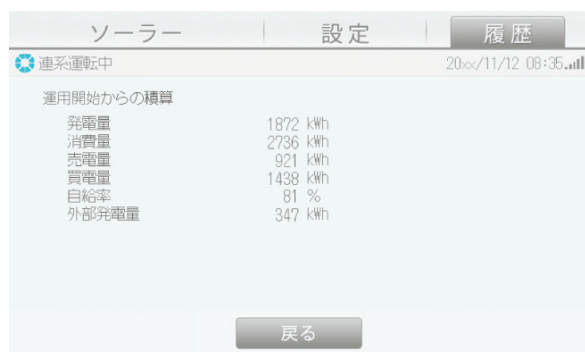 ソーラー 設定 履歴
連系運転中 20××/11/12 08:35
運用開始からの積算
発電量 1872 kWh
消費量 2736 kWh
売電量 921 kWh
買電量 1438 kWh
自給率 81 %
外部発電量 347 kWh
戻る